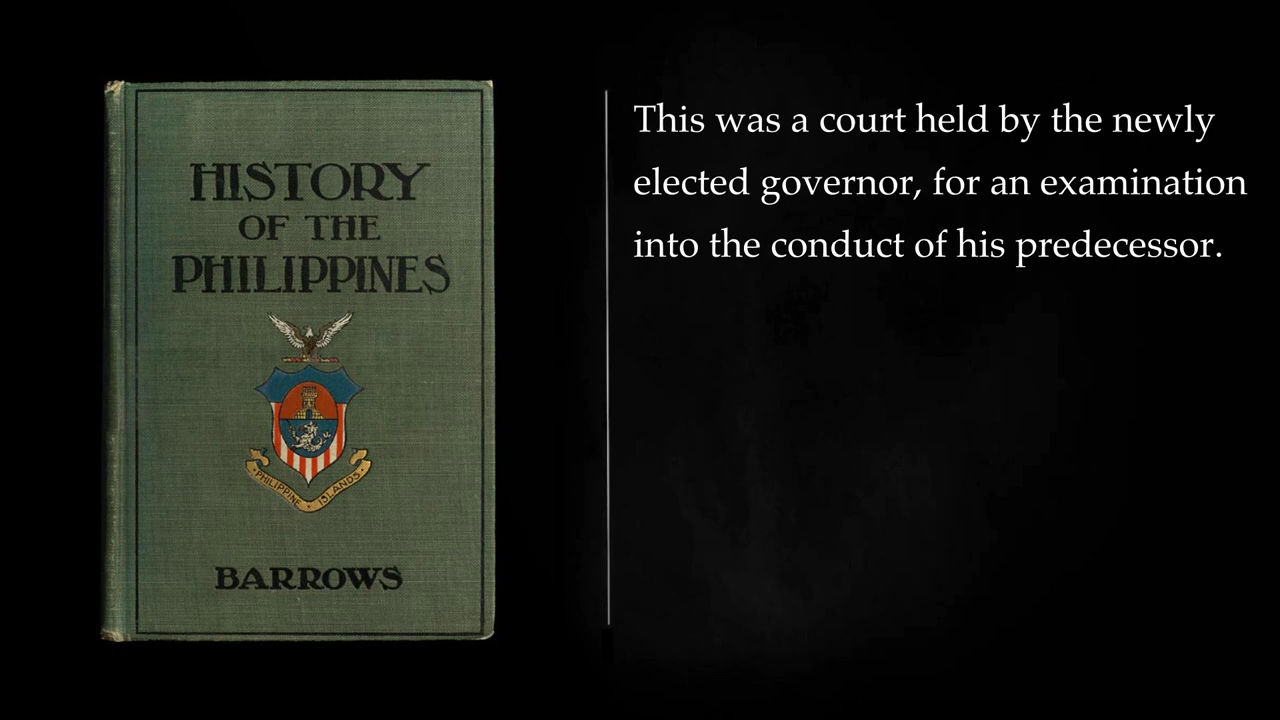 HISTORY
OF THE
PHILIPPINES
PHILIPPINE ISLANDS
BARROWS
This was a court held by the newly
elected governor, for an examination
into the conduct of his predecessor.